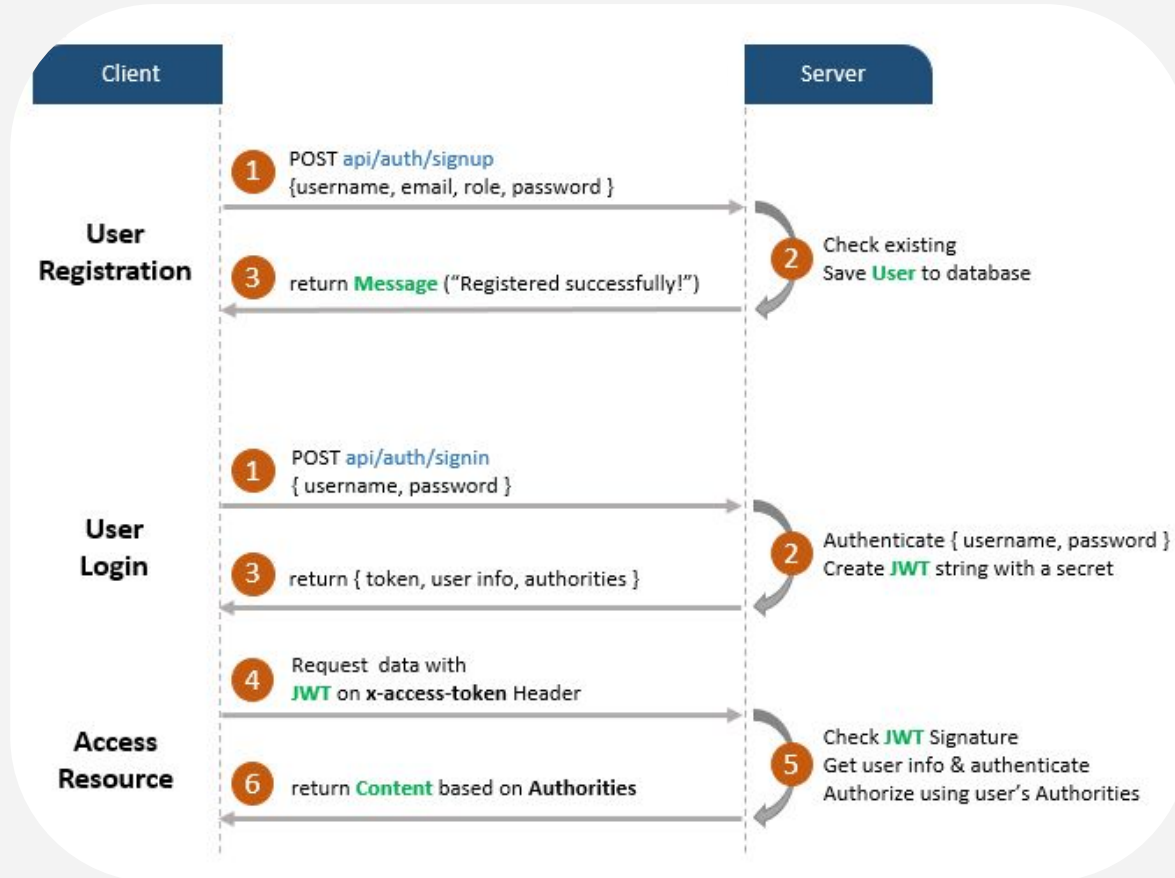 Client
Server
1
POST api/auth/signup
{username, email, role, password }
User
Registration
2
Check existing
Save User to database
3
return Message (“Registered successfully!”)
1
POST api/auth/signin
{ username, password }
User
Login
2
Authenticate { username, password }
Create JWT string with a secret
3
return { token, user info, authorities }
4
Request  data with
JWT on x-access-token Header
Access
Resource
5
Check JWT Signature
Get user info & authenticate
Authorize using user’s Authorities
6
return Content based on Authorities